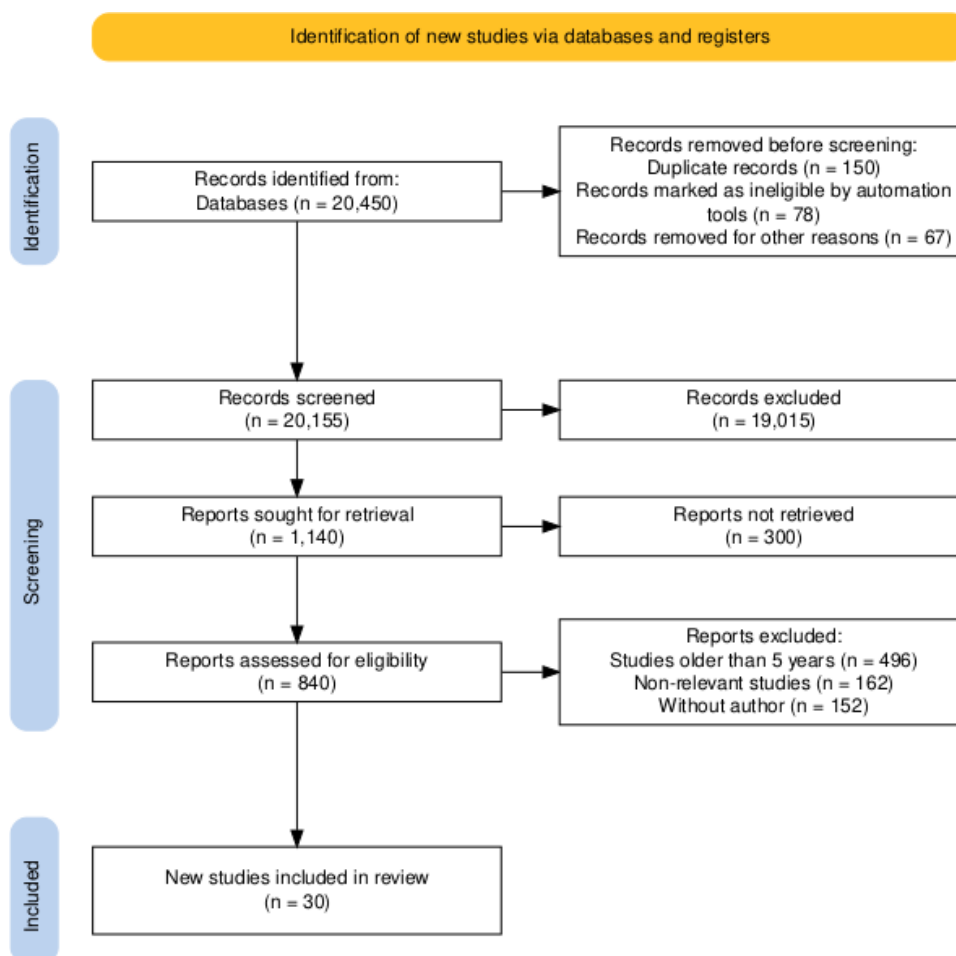 Identification of new studies via databases and registers
Identification
Records identified from:
Databases (n = 20,450)
Records removed before screening:
Duplicate records (n = 150)
Records marked as ineligible by automation
tools (n = 78)
Records removed for other reasons (n = 67)
Screening
Records screened
(n = 20,155)
Records excluded
(n = 19,015)
Reports sought for retrieval
(n = 1,140)
Reports not retrieved
(n = 300)
Reports assessed for eligibility
(n = 840)
Reports excluded:
Studies older than 5 years (n = 496)
Non-relevant studies (n = 162)
Without author (n = 152)
Included
New studies included in review
(n = 30)